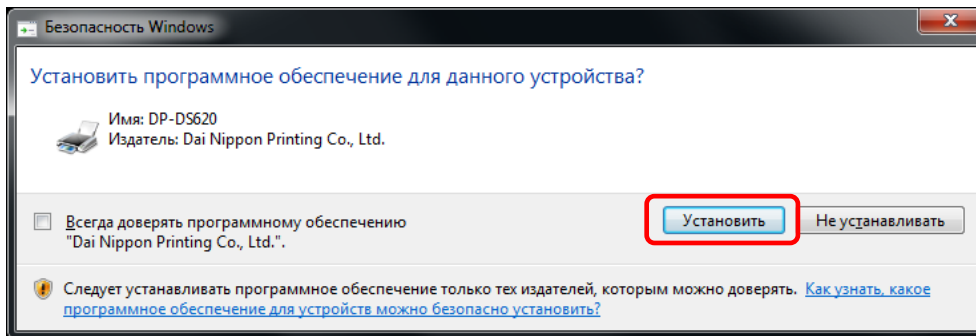 Безопасность Windows
Установить программное обеспечение для данного устройства?
Имя: DP-DS620
Издатель: Dai Nippon Printing Co., Ltd.
Всегда доверять программному обеспечению
"Dai Nippon Printing Co., Ltd.".
Установить
Не устанавливать
Следует устанавливать программное обеспечение только тех издателей, которым можно доверять. Как узнать, какое
программное обеспечение для устройств можно безопасно установить?